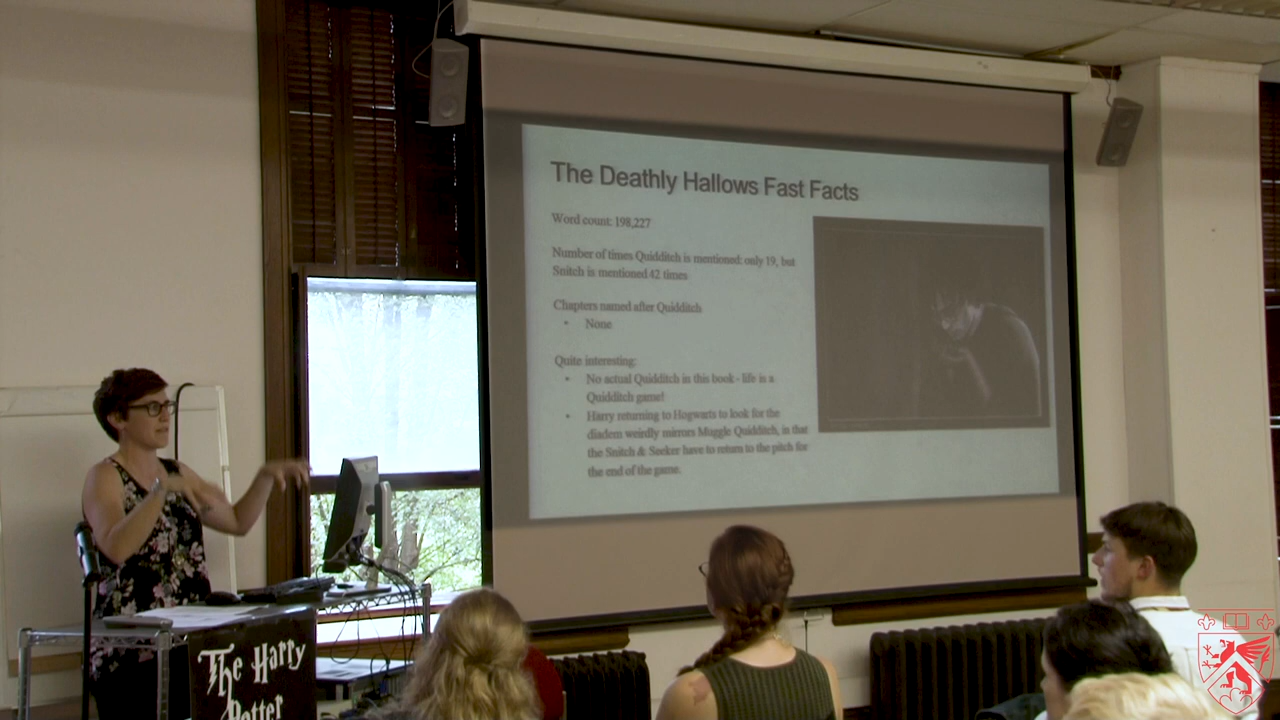 The Deathly Hallows Fast Facts
Word count: 198,227
Number of times Quidditch is mentioned: only 19, but
Snitch is mentioned 42 times
Chapters named after Quidditch
• None
Quite interesting:
• No actual Quidditch in this book - life is a
Quidditch game!
• Harry returning to Hogwarts to look for the
diadem weirdly mirrors Muggle Quidditch, in that
the Snitch & Seeker have to return to the pitch for
the end of the game.
The Harry
Potter